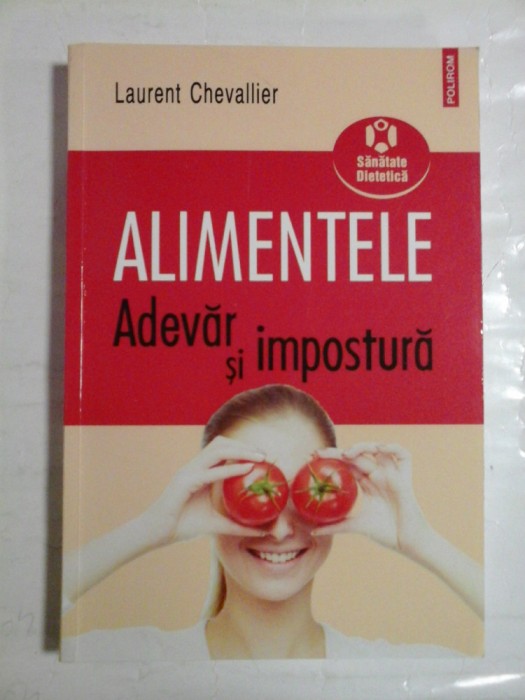 Laurent Chevallier
POLIROM
Sănătate
Dietetică
ALIMENTELE
Adevăr
și impostură